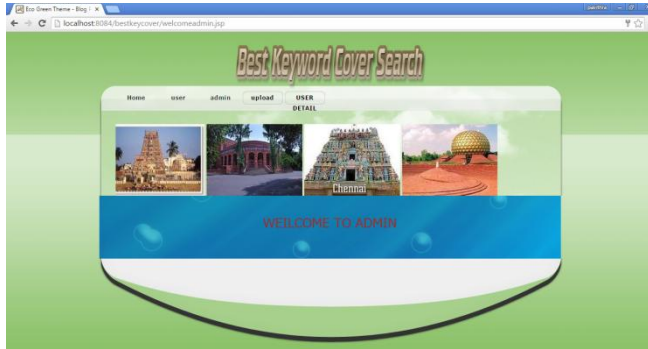 Eco Green Theme - Blog |
localhost:8084/bestkeycover/welcomeadmin.jsp
Best Keyword Cover Search
Home user admin upload USER DETAIL
Chennai
WEILCOME TO ADMIN